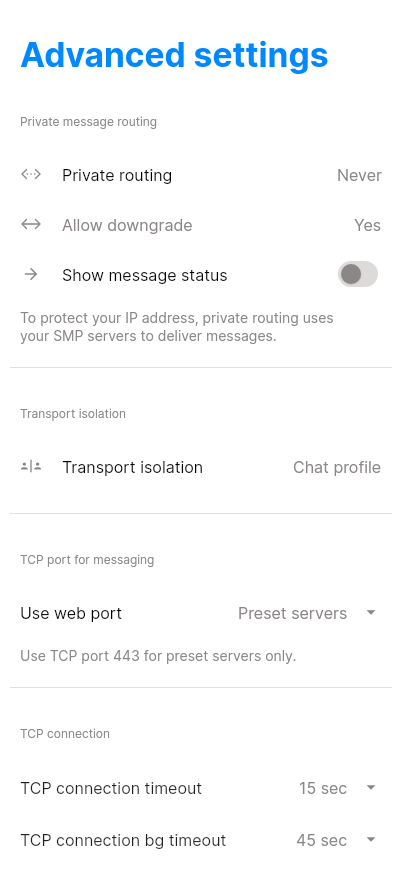 Advanced settings
Private message routing
Private routing Never
Allow downgrade Yes
Show message status
To protect your IP address, private routing uses
your SMP servers to deliver messages.
Transport isolation
Transport isolation Chat profile
TCP port for messaging
Use web port Preset servers
Use TCP port 443 for preset servers only.
TCP connection
TCP connection timeout 15 sec
TCP connection bg timeout 45 sec